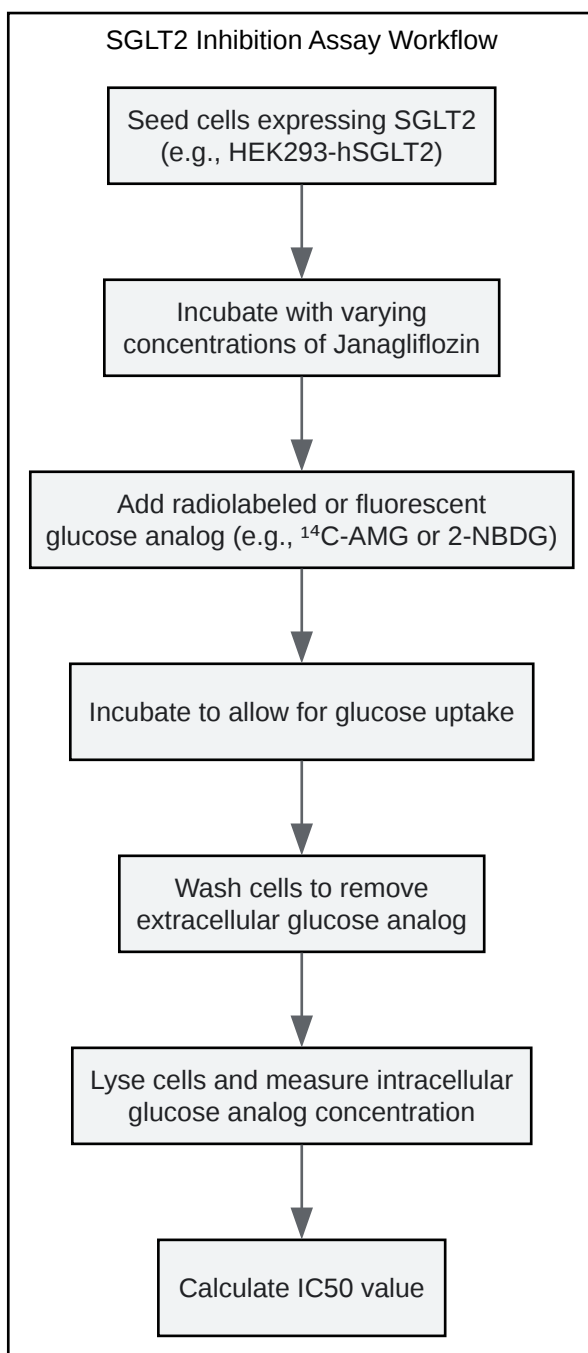 SGLT2 Inhibition Assay Workflow
Seed cells expressing SGLT2
(e.g., HEK293-hSGLT2)
Incubate with varying
concentrations of Janagliflozin
Add radiolabeled or fluorescent
glucose analog (e.g., ¹⁴C-AMG or 2-NBDG)
Incubate to allow for glucose uptake
Wash cells to remove
extracellular glucose analog
Lyse cells and measure intracellular
glucose analog concentration
Calculate IC50 value